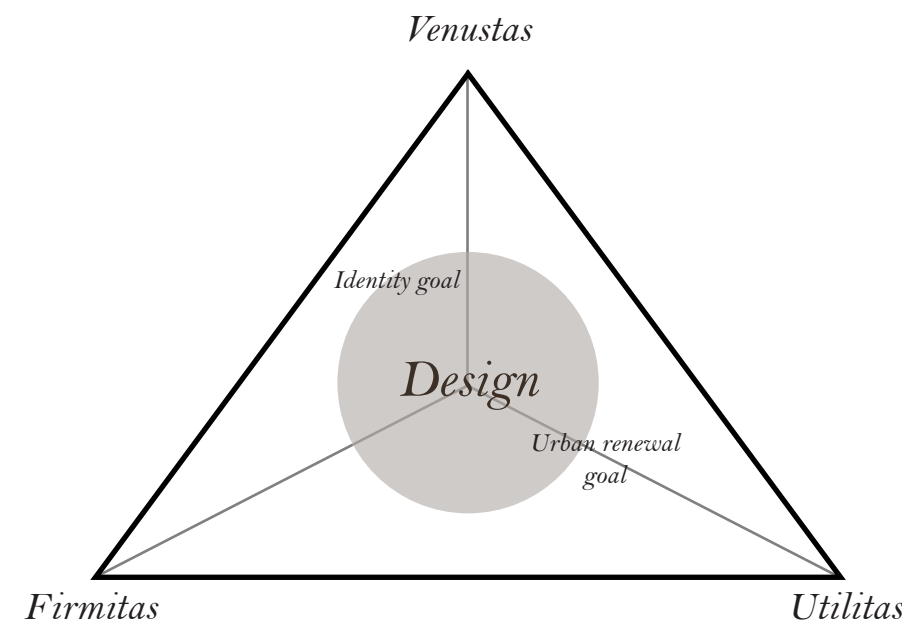 Venustas
Identity goal
Design
Urban renewal
goal
Firmitas
Utilitas